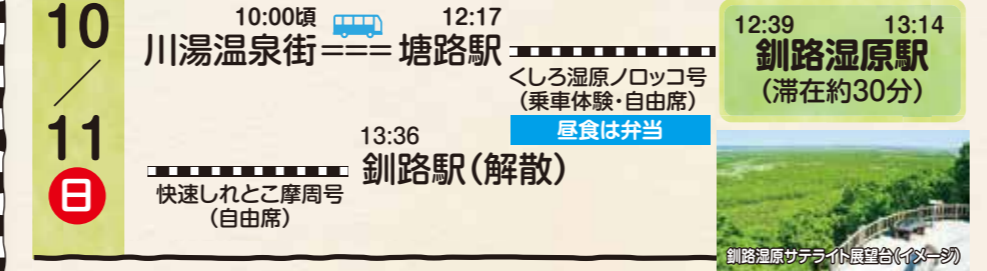 10/11
日
10:00頃 12:17
川湯温泉街=== 塘路駅
くしろ湿原ノロッコ号
(乗車体験・自由席)
昼食は弁当
12:39 13:14
釧路湿原駅
(滞在約30分)
快速しれとこ摩周号
(自由席)
13:36
釧路駅(解散)
釧路湿原サテライト展望台(イメージ)